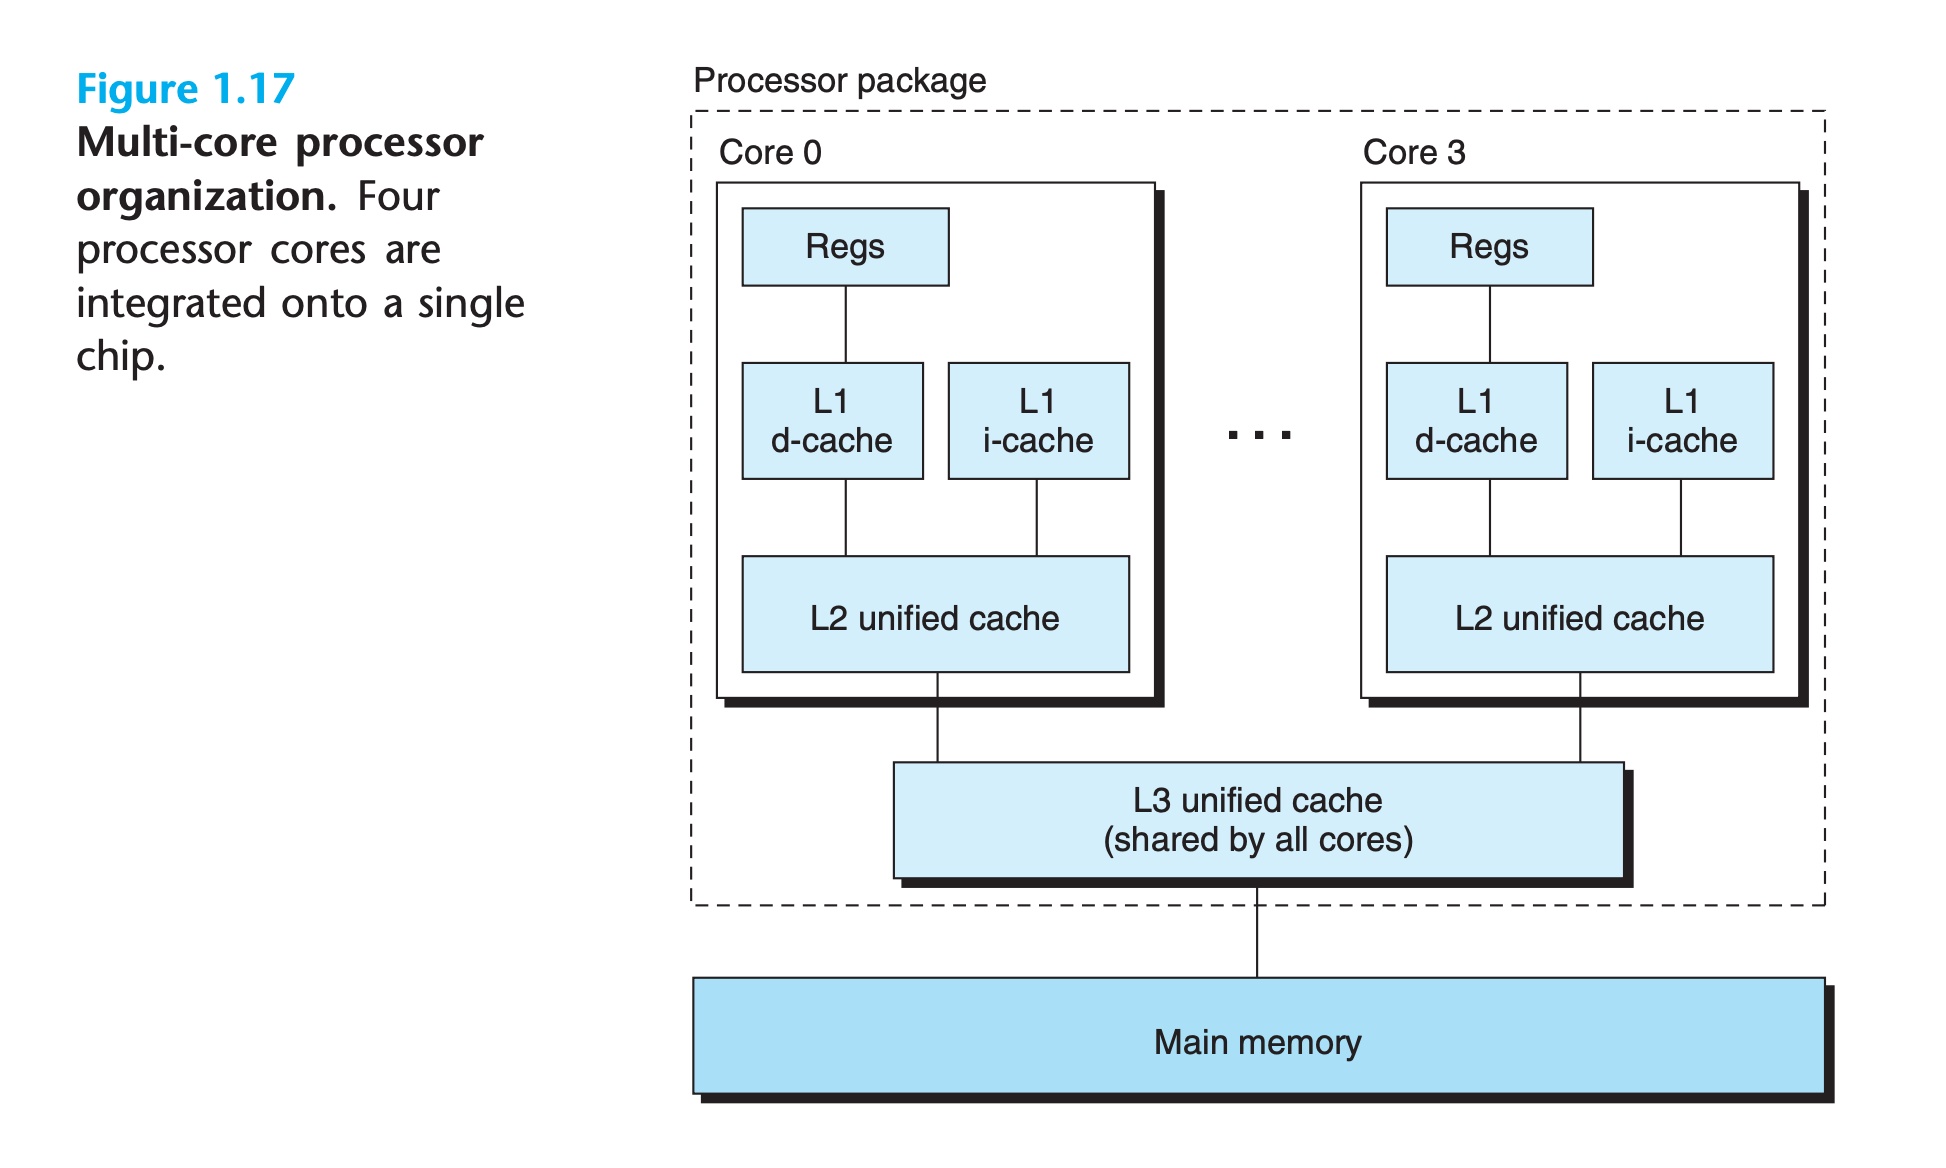 Figure 1.17
Multi-core processor
organization. Four
processor cores are
integrated onto a single
chip.
Processor package
Core 0
Regs
L1
d-cache
L1
i-cache
L2 unified cache
...
Core 3
Regs
L1
d-cache
L1
i-cache
L2 unified cache
L3 unified cache
(shared by all cores)
Main memory